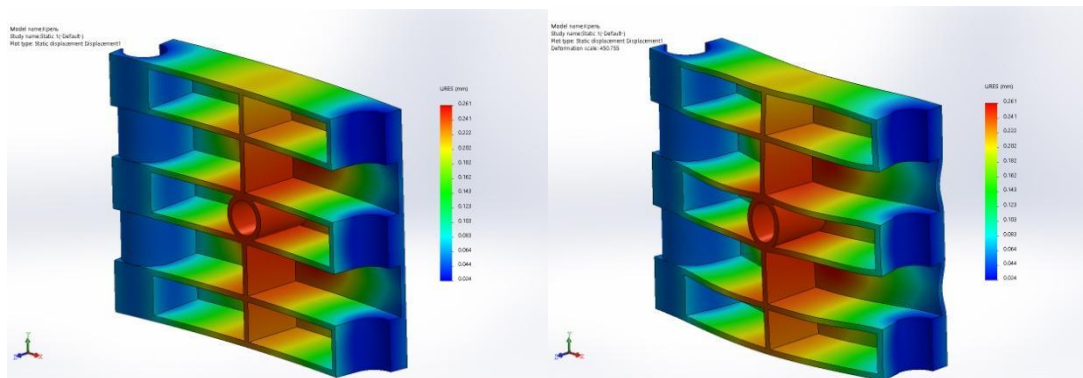 Model name:Kipenь
Study name:Static 1(-Default-)
Plot type: Static displacement Displacement1
URES (mm)
0.261
0.241
0.222
0.202
0.182
0.162
0.143
0.123
0.103
0.083
0.064
0.044
0.024
Model name:Kipenь
Study name:Static 1(-Default-)
Plot type: Static displacement Displacement1
Deformation scale: 450.755
URES (mm)
0.261
0.241
0.222
0.202
0.182
0.162
0.143
0.123
0.103
0.083
0.064
0.044
0.024